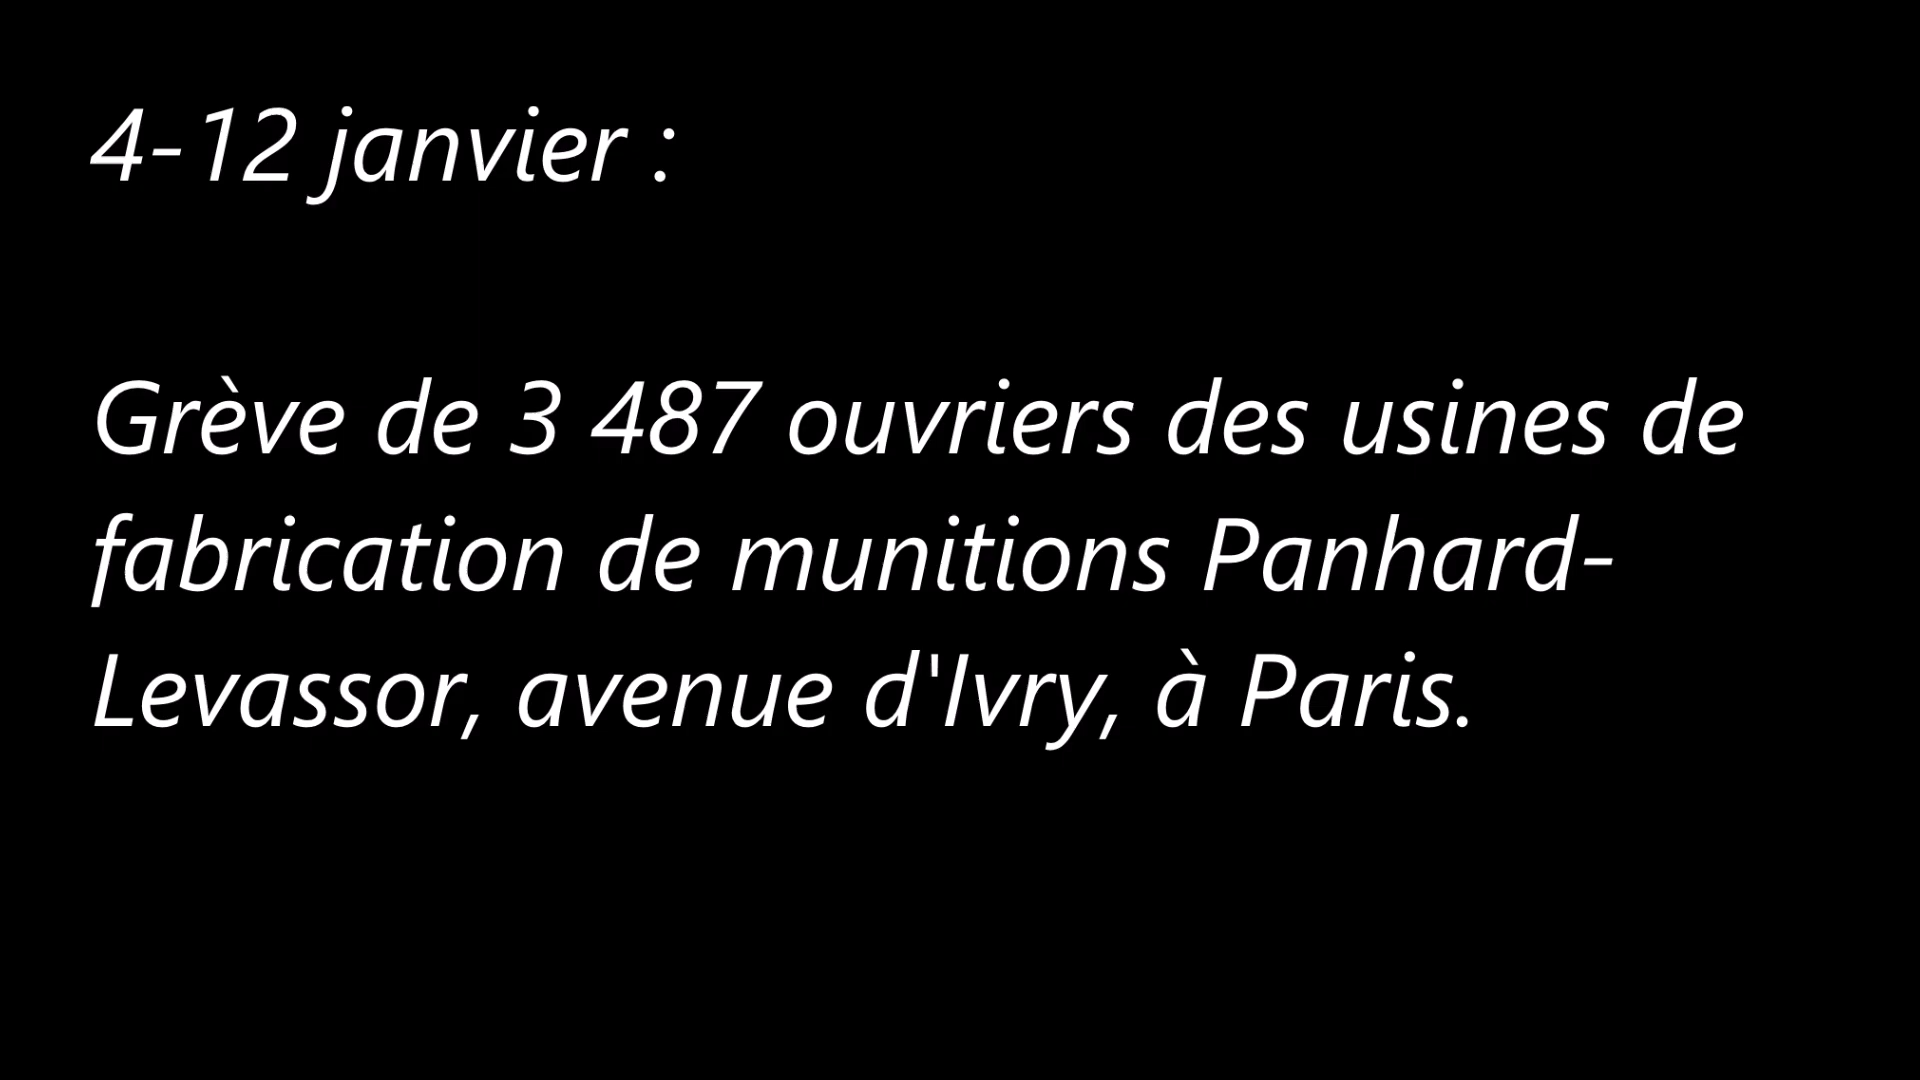 4-12 janvier :
Grève de 3 487 ouvriers des usines de
fabrication de munitions Panhard-
Levassor, avenue d'Ivry, à Paris.